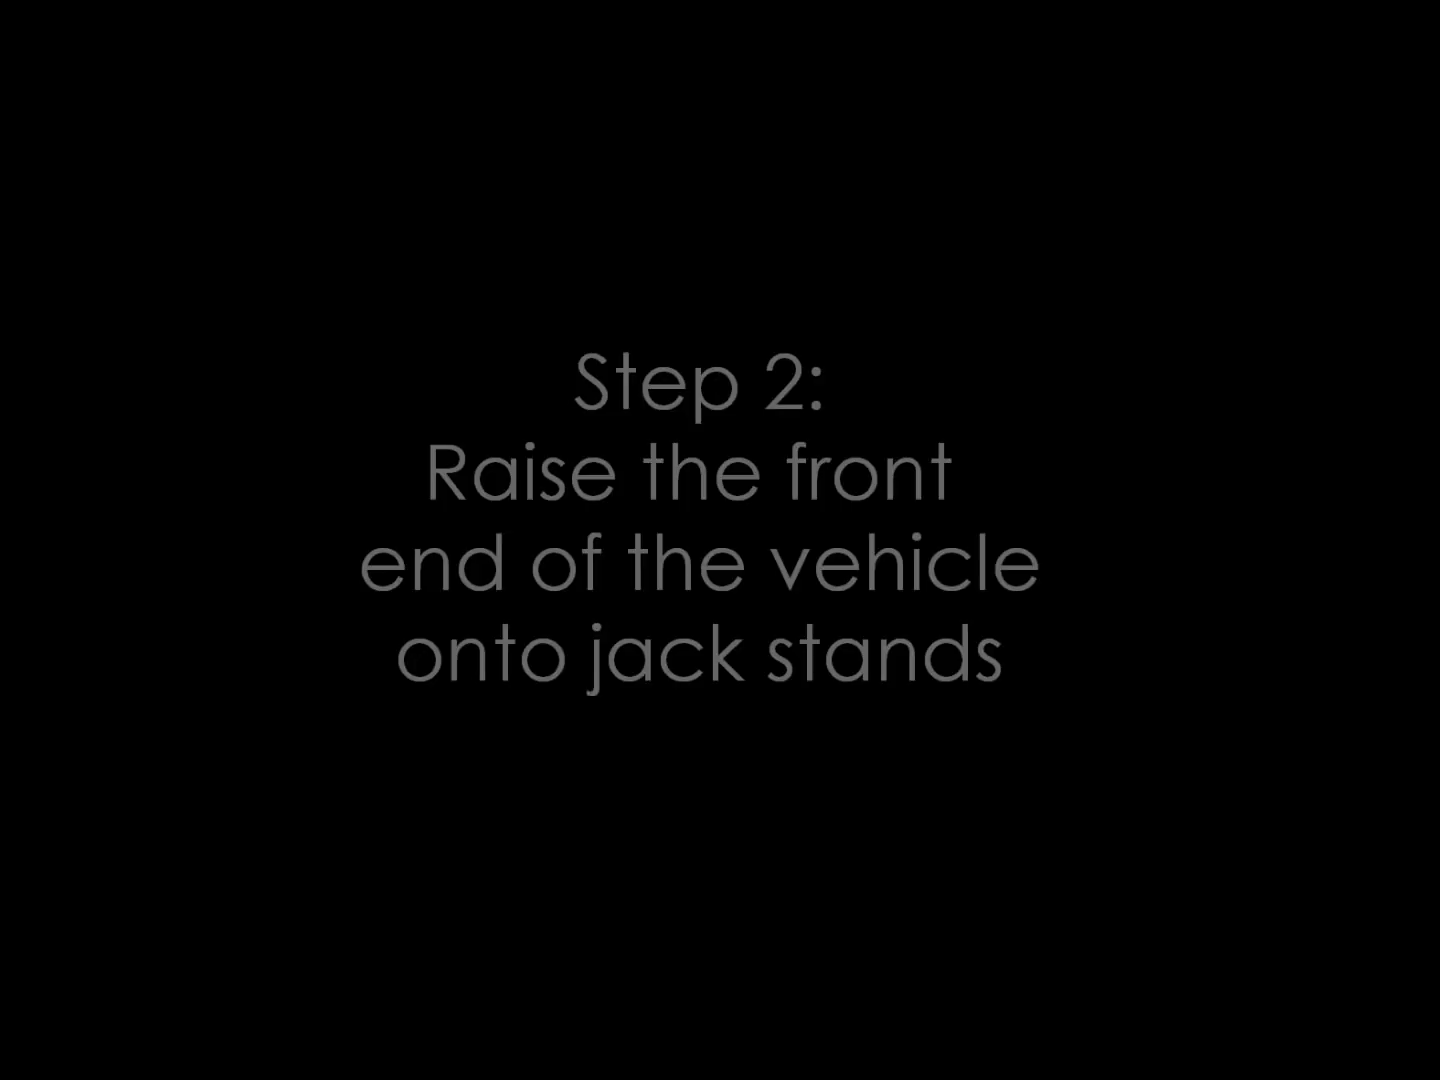 Step 2:
Raise the front
end of the vehicle
onto jack stands